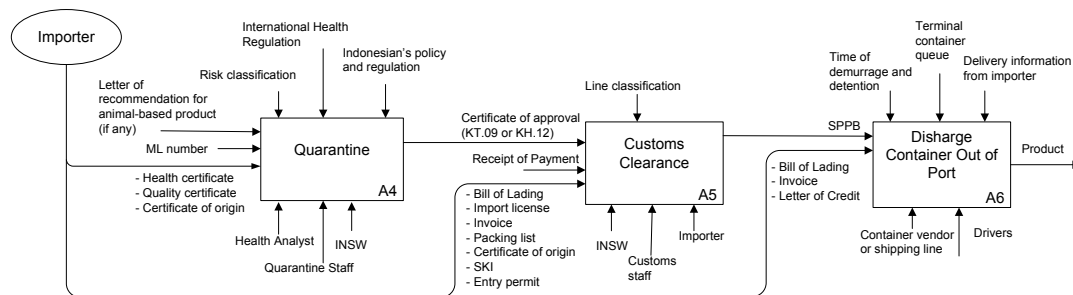 Importer
International Health
Regulation
Indonesian's policy
and regulation
Risk classification
Letter of
recommendation for
animal-based product
(if any)
ML number
- Health certificate
- Quality certificate
- Certificate of origin
Quarantine
A4
Health Analyst
Quarantine Staff
INSW
Certificate of approval
(KT.09 or KH.12)
Receipt of Payment
- Bill of Lading
- Import license
- Invoice
- Packing list
- Certificate of origin
- SKI
- Entry permit
Line classification
Customs
Clearance
A5
INSW
Customs
staff
Importer
SPPB
Time of
demurrage and
detention
Terminal
container
queue
Delivery information
from importer
- Bill of Lading
- Invoice
- Letter of Credit
Disharge
Container Out of
Port
A6
Product
Container vendor
or shipping line
Drivers